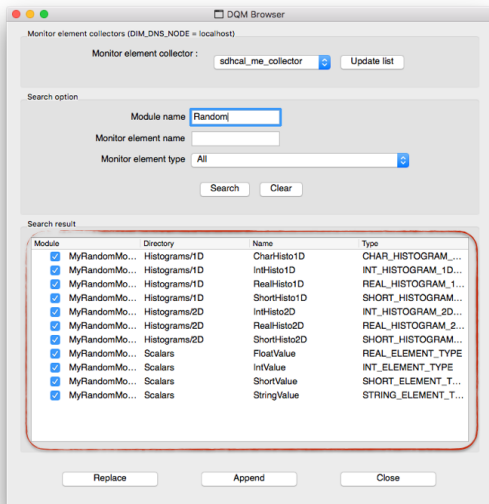 DQM Browser
Monitor element collectors (DIM_DNS_NODE = localhost)
Monitor element collector : sdhcal_me_collector Update list
Search option
Module name Random
Monitor element name
Monitor element type All
Search Clear
Search result
Module Directory Name Type
MyRandomMo... Histograms/1D CharHisto1D CHAR_HISTOGRAM_...
MyRandomMo... Histograms/1D IntHisto1D INT_HISTOGRAM_1D...
MyRandomMo... Histograms/1D RealHisto1D REAL_HISTOGRAM_1...
MyRandomMo... Histograms/1D ShortHisto1D SHORT_HISTOGRAM...
MyRandomMo... Histograms/2D IntHisto2D INT_HISTOGRAM_2D...
MyRandomMo... Histograms/2D RealHisto2D REAL_HISTOGRAM_2...
MyRandomMo... Histograms/2D ShortHisto2D SHORT_HISTOGRAM...
MyRandomMo... Scalars FloatValue REAL_ELEMENT_TYPE
MyRandomMo... Scalars IntValue INT_ELEMENT_TYPE
MyRandomMo... Scalars ShortValue SHORT_ELEMENT_T...
MyRandomMo... Scalars StringValue STRING_ELEMENT_T...
Replace Append Close